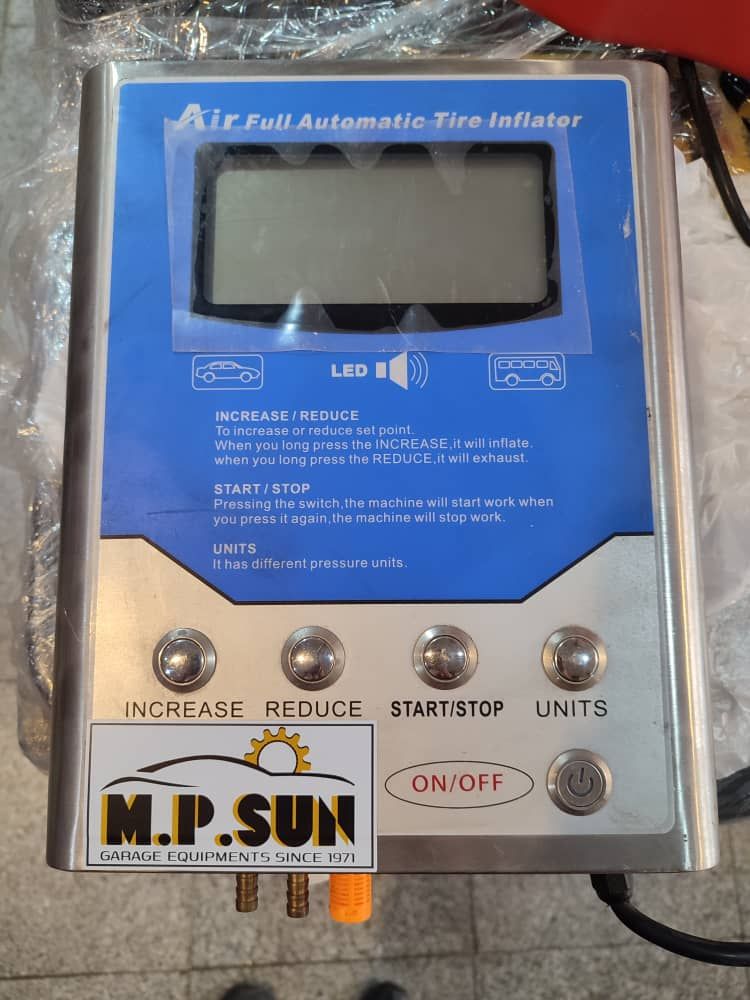 Air Full Automatic Tire Inflator
LED
INCREASE / REDUCE
To increase or reduce set point.
When you long press the INCREASE,it will inflate.
when you long press the REDUCE,it will exhaust.
START / STOP
Pressing the switch,the machine will start work when
you press it again,the machine will stop work.
UNITS
It has different pressure units.
INCREASE REDUCE START/STOP UNITS
ON/OFF
M.P.SUN
GARAGE EQUIPMENTS SINCE 1971